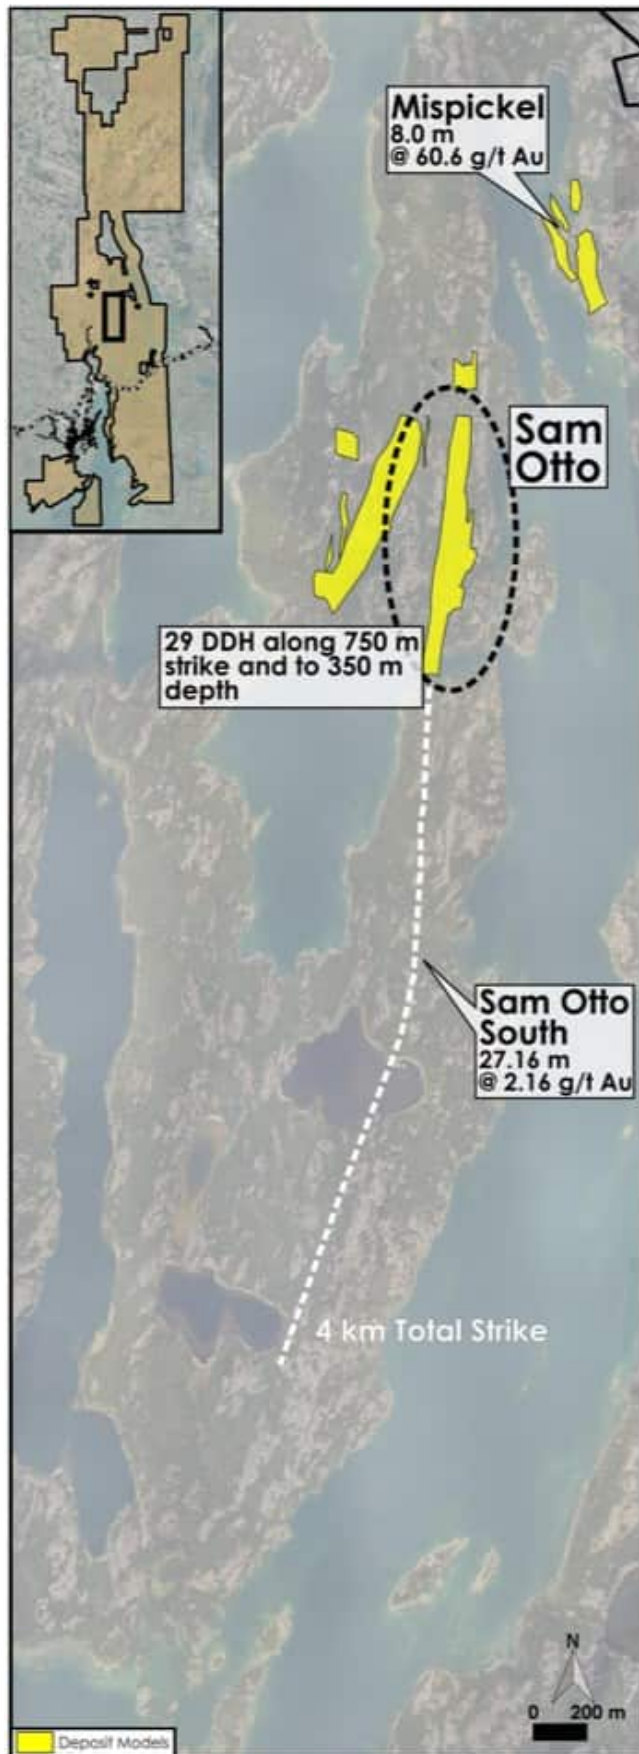 Mispickel
8.0 m
@ 60.6 g/t Au
Sam
Otto
29 DDH along 750 m
strike and to 350 m
depth
Sam Otto
South
27.16 m
@ 2.16 g/t Au
4 km Total Strike
N
0 200 m
Deposit Models